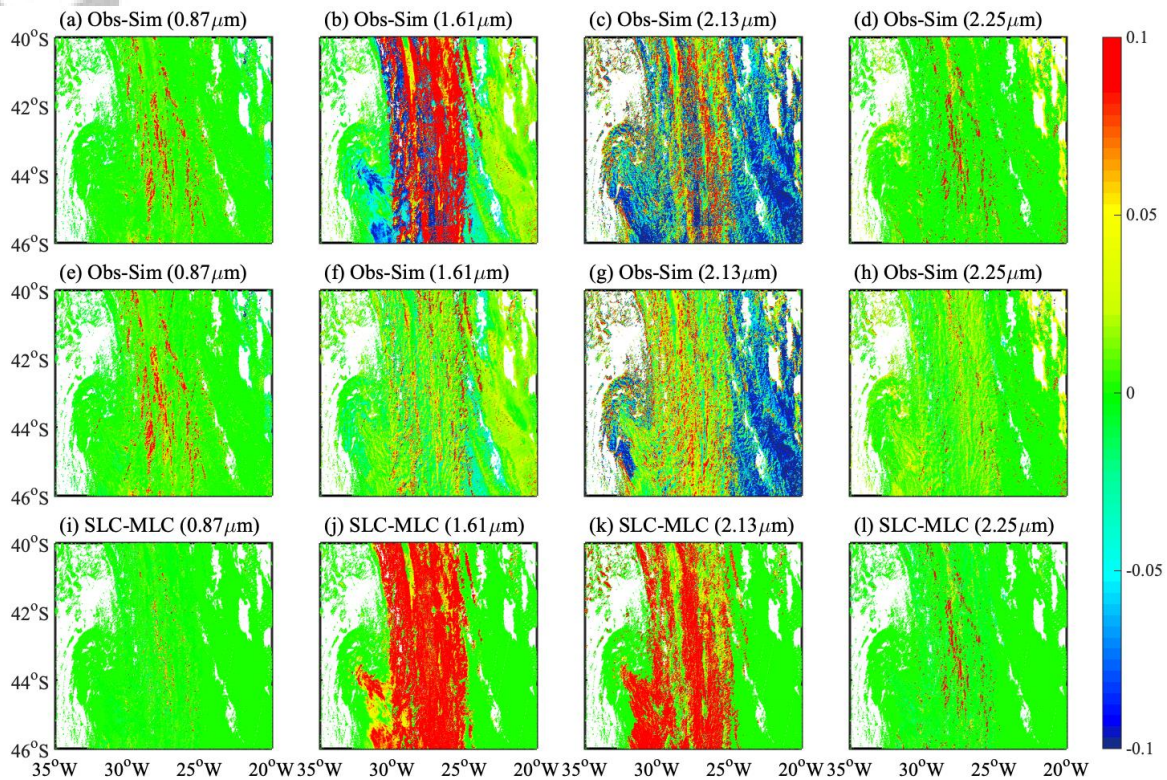 (a) Obs-Sim (0.87μm) (b) Obs-Sim (1.61μm) (c) Obs-Sim (2.13μm) (d) Obs-Sim (2.25μm)
40°S 0.1
42°S
44°S 0.05
46°S
(e) Obs-Sim (0.87μm) (f) Obs-Sim (1.61μm) (g) Obs-Sim (2.13μm) (h) Obs-Sim (2.25μm)
40°S
42°S 0
44°S
46°S
(i) SLC-MLC (0.87μm) (j) SLC-MLC (1.61μm) (k) SLC-MLC (2.13μm) (l) SLC-MLC (2.25μm)
40°S -0.05
42°S
44°S
46°S -0.1
35°W 30°W 25°W 20°W 35°W 30°W 25°W 20°W 35°W 30°W 25°W 20°W 35°W 30°W 25°W 20°W